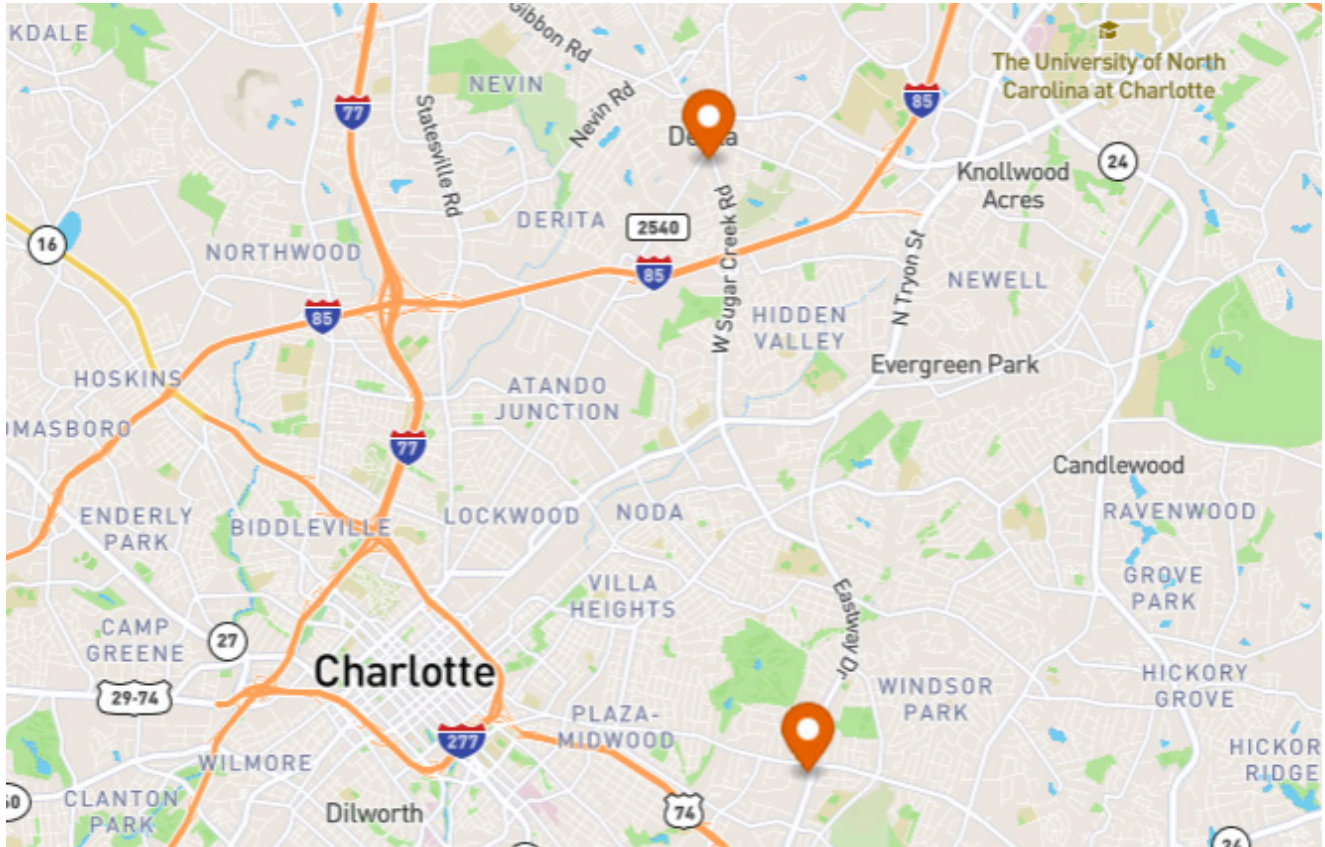 KDALE
Gibbon Rd
NEVIN
77
Statesville Rd
Nevin Rd
85
The University of North
Carolina at Charlotte
24
Knollwood
Acres
DERITA
2540
W Sugar Creek Rd
16
NORTHWOOD
85
85
N Tryon St
NEWELL
HIDDEN
VALLEY
Evergreen Park
HOSKINS
ATANDO
JUNCTION
OMASBORO
77
Candlewood
ENDERLY
PARK
BIDDLEVILLE
LOCKWOOD
NODA
RAVENWOOD
VILLA
HEIGHTS
Eastway Dr
GROVE
PARK
CAMP
GREENE
27
Charlotte
29-74
WINDSOR
PARK
HICKORY
GROVE
PLAZA-
MIDWOOD
277
WILMORE
HICKOR
RIDGE
CLANTON
PARK
Dilworth
74